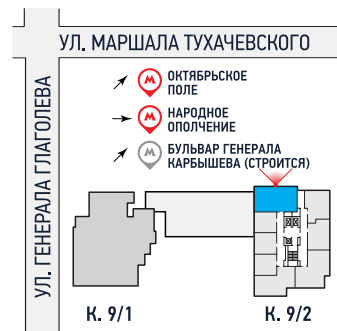 УЛ. МАРШАЛА ТУХАЧЕВСКОГО
УЛ. ГЕНЕРАЛА ГЛАГОЛЕВА
М ОКТЯБРЬСКОЕ
ПОЛЕ
М НАРОДНОЕ
ОПОЛЧЕНИЕ
М БУЛЬВАР ГЕНЕРАЛА
КАРБЫШЕВА (СТРОИТСЯ)
К. 9/1
К. 9/2